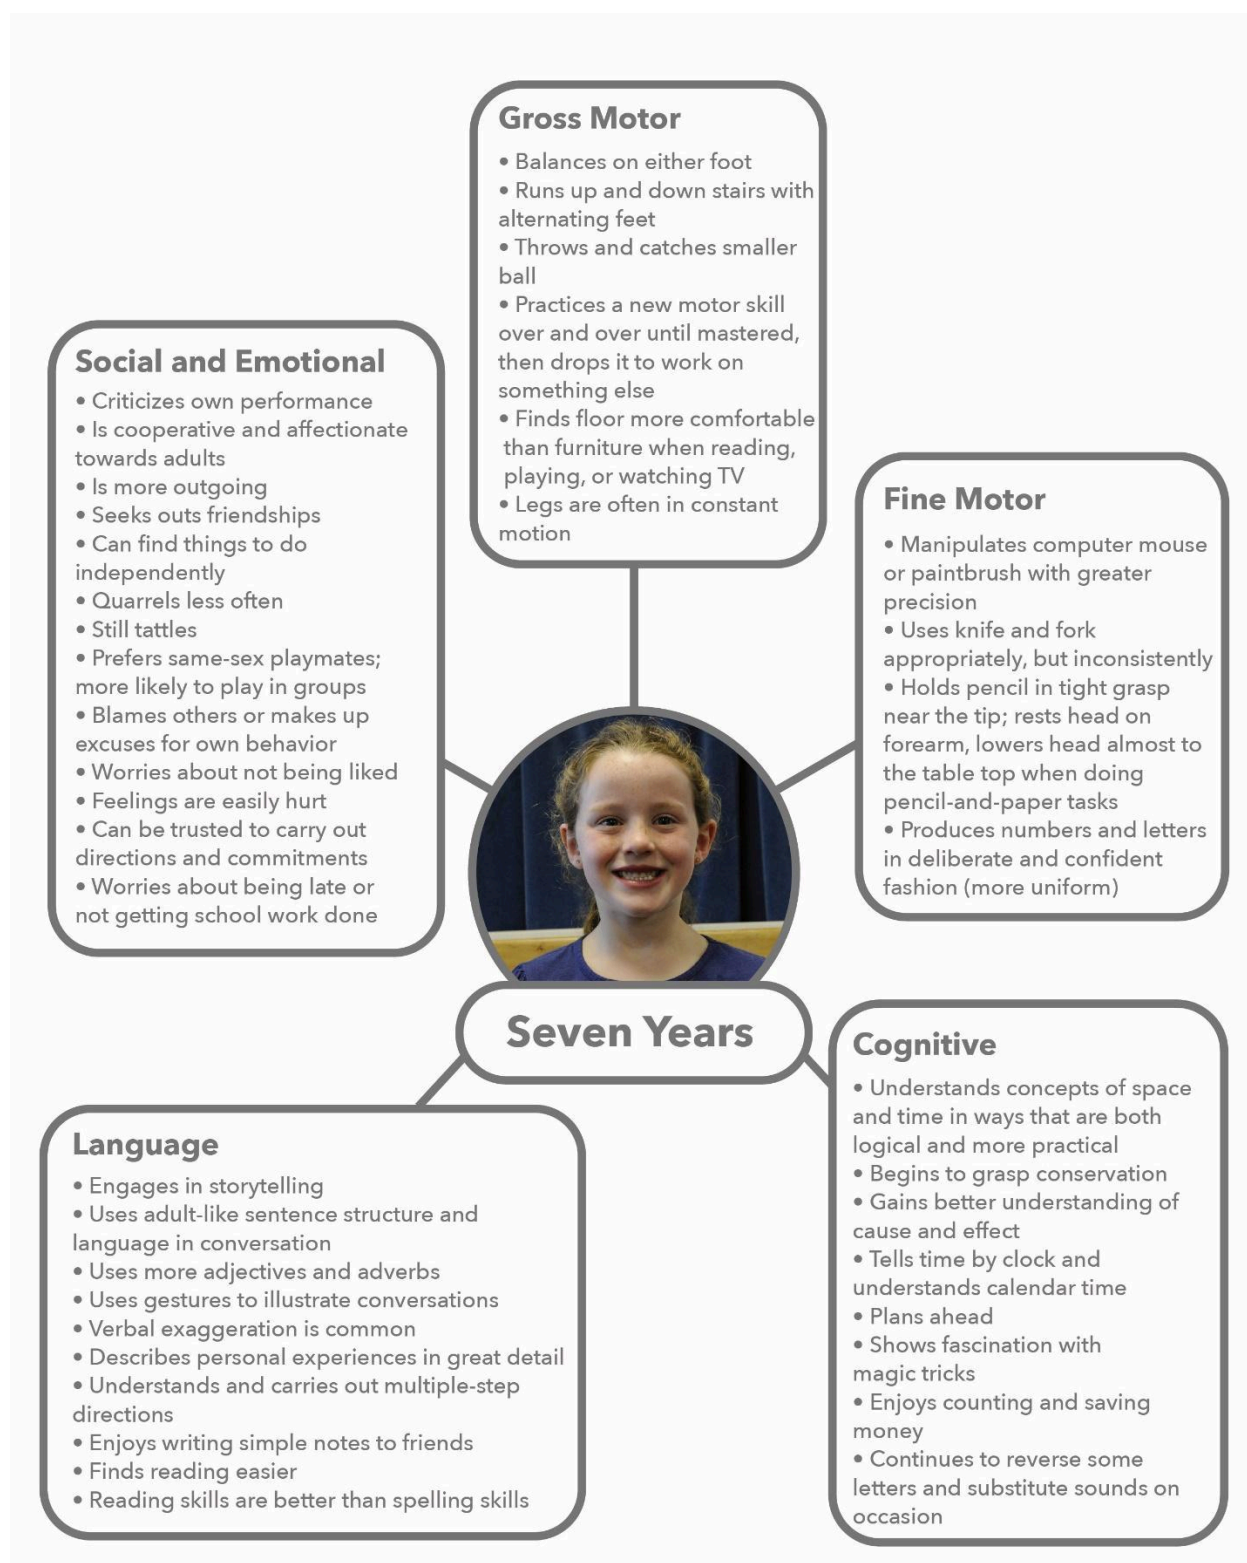 Gross Motor
• Balances on either foot
• Runs up and down stairs with
alternating feet
• Throws and catches smaller
ball
• Practices a new motor skill
over and over until mastered,
then drops it to work on
something else
• Finds floor more comfortable
than furniture when reading,
playing, or watching TV
• Legs are often in constant
motion
Social and Emotional
• Criticizes own performance
• Is cooperative and affectionate
towards adults
• Is more outgoing
• Seeks outs friendships
• Can find things to do
independently
• Quarrels less often
• Still tattles
• Prefers same-sex playmates;
more likely to play in groups
• Blames others or makes up
excuses for own behavior
• Worries about not being liked
• Feelings are easily hurt
• Can be trusted to carry out
directions and commitments
• Worries about being late or
not getting school work done
Fine Motor
• Manipulates computer mouse
or paintbrush with greater
precision
• Uses knife and fork
appropriately, but inconsistently
• Holds pencil in tight grasp
near the tip; rests head on
forearm, lowers head almost to
the table top when doing
pencil-and-paper tasks
• Produces numbers and letters
in deliberate and confident
fashion (more uniform)
Seven Years
Language
• Engages in storytelling
• Uses adult-like sentence structure and
language in conversation
• Uses more adjectives and adverbs
• Uses gestures to illustrate conversations
• Verbal exaggeration is common
• Describes personal experiences in great detail
• Understands and carries out multiple-step
directions
• Enjoys writing simple notes to friends
• Finds reading easier
• Reading skills are better than spelling skills
Cognitive
• Understands concepts of space
and time in ways that are both
logical and more practical
• Begins to grasp conservation
• Gains better understanding of
cause and effect
• Tells time by clock and
understands calendar time
• Plans ahead
• Shows fascination with
magic tricks
• Enjoys counting and saving
money
• Continues to reverse some
letters and substitute sounds on
occasion